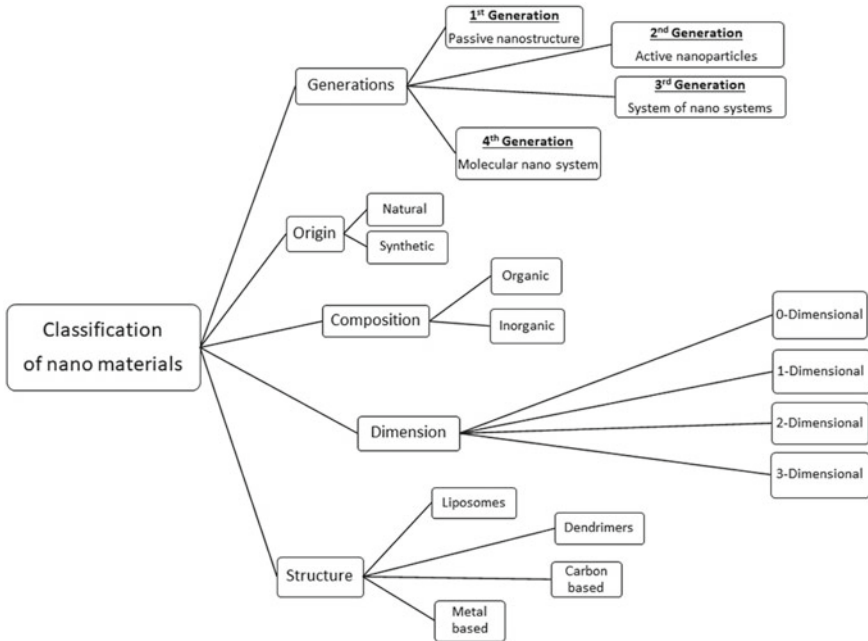 1st Generation
Passive nanostructure
2nd Generation
Active nanoparticles
Generations
3rd Generation
System of nano systems
4th Generation
Molecular nano system
Origin
Natural
Synthetic
Classification
of nano materials
Composition
Organic
Inorganic
Dimension
0-Dimensional
1-Dimensional
2-Dimensional
3-Dimensional
Structure
Liposomes
Dendrimers
Carbon
based
Metal
based